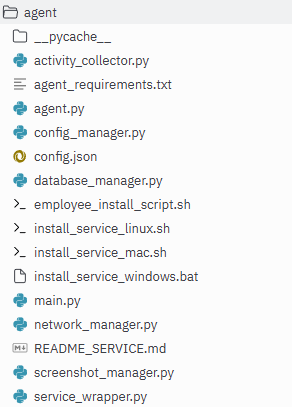 agent
__pycache__
activity_collector.py
agent_requirements.txt
agent.py
config_manager.py
config.json
database_manager.py
employee_install_script.sh
install_service_linux.sh
install_service_mac.sh
install_service_windows.bat
main.py
network_manager.py
README_SERVICE.md
screenshot_manager.py
service_wrapper.py